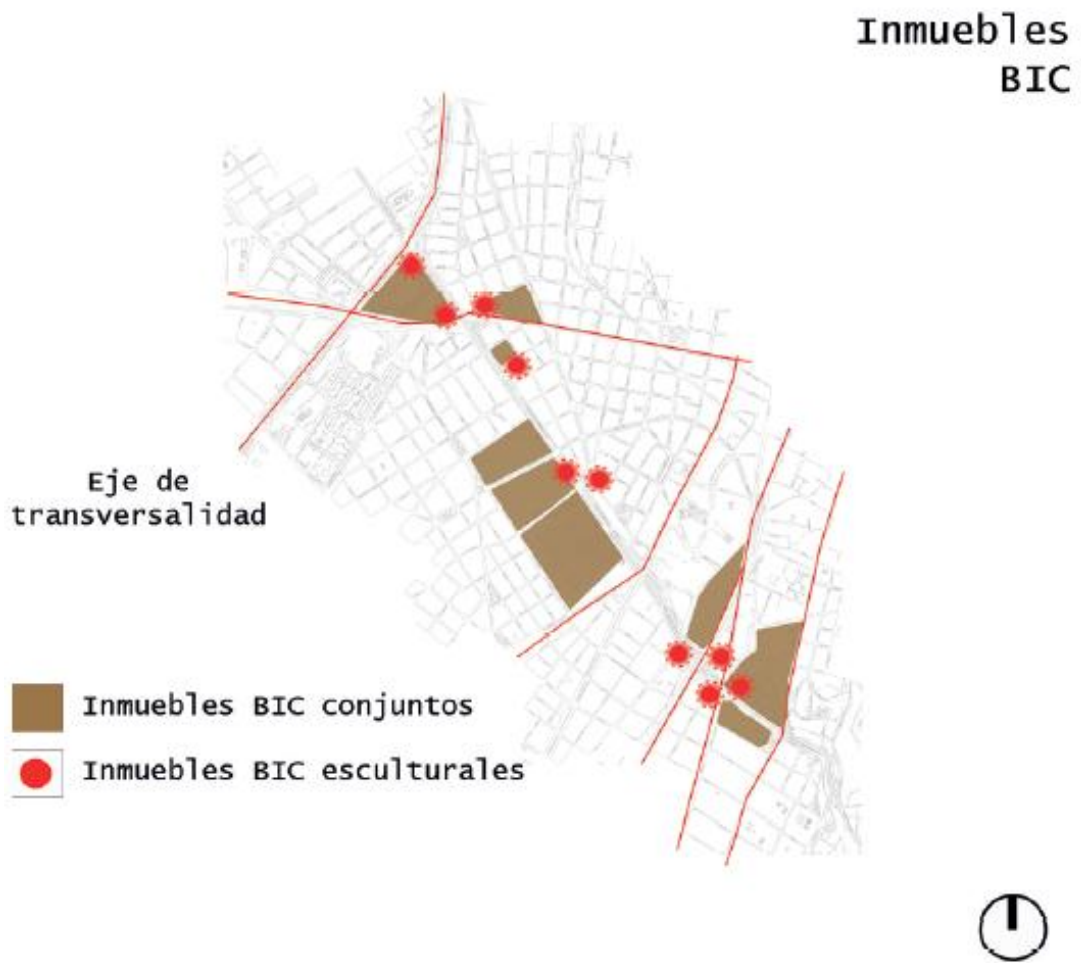 Inmuebles
BIC
Eje de
transversalidad
Inmuebles BIC conjuntos
Inmuebles BIC esculturales